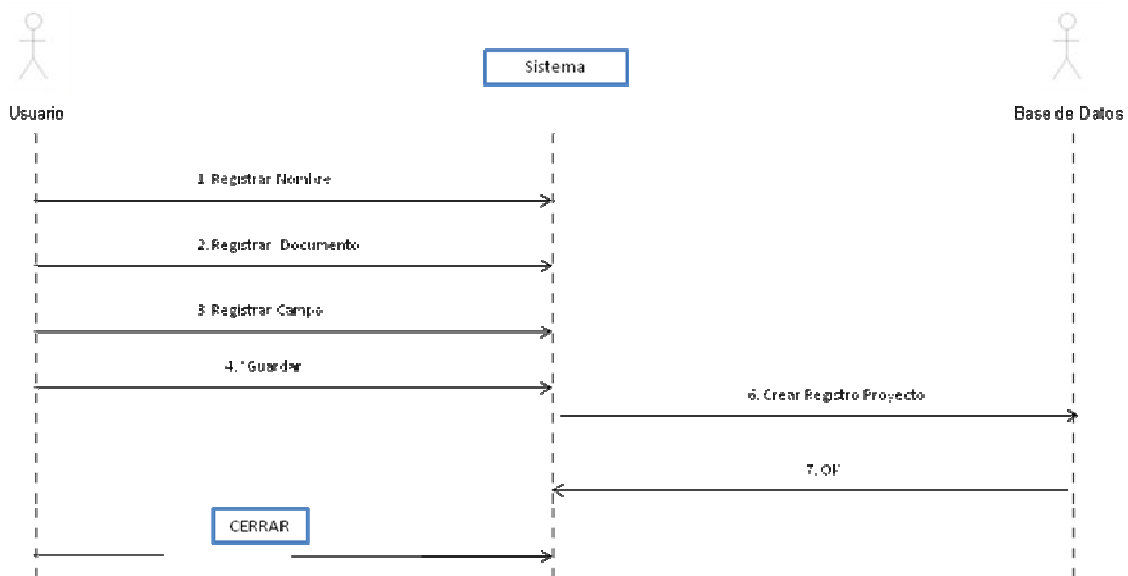 Sistema
Usuario
Base de Datos
1. Registrar Nombre
2. Registrar Documento
3. Registrar Campo
4. "Guardar
6. Crear Registro Proyecto
7. OK
CERRAR